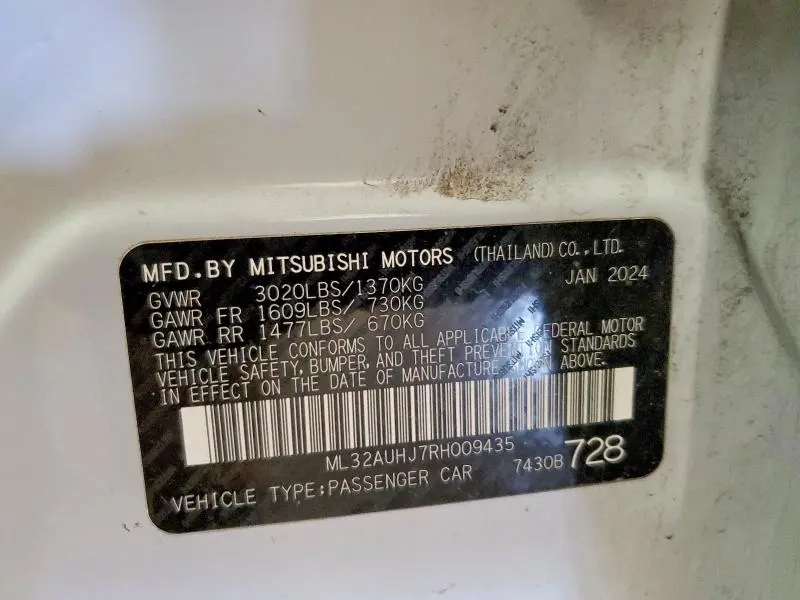 MFD.BY MITSUBISHI MOTORS (THAILAND) CO.,LTD.
JAN 2024
GVWR 3020LBS/1370KG
GAWR FR 1609LBS/ 730KG
GAWR RR 1477LBS/ 670KG
THIS VEHICLE CONFORMS TO ALL APPLICABLE FEDERAL MOTOR
VEHICLE SAFETY, BUMPER, AND THEFT PREVENTION STANDARDS
IN EFFECT ON THE DATE OF MANUFACTURE ABOVE.
ML32AUHJ7RH009435
7430B 728
VEHICLE TYPE:PASSENGER CAR